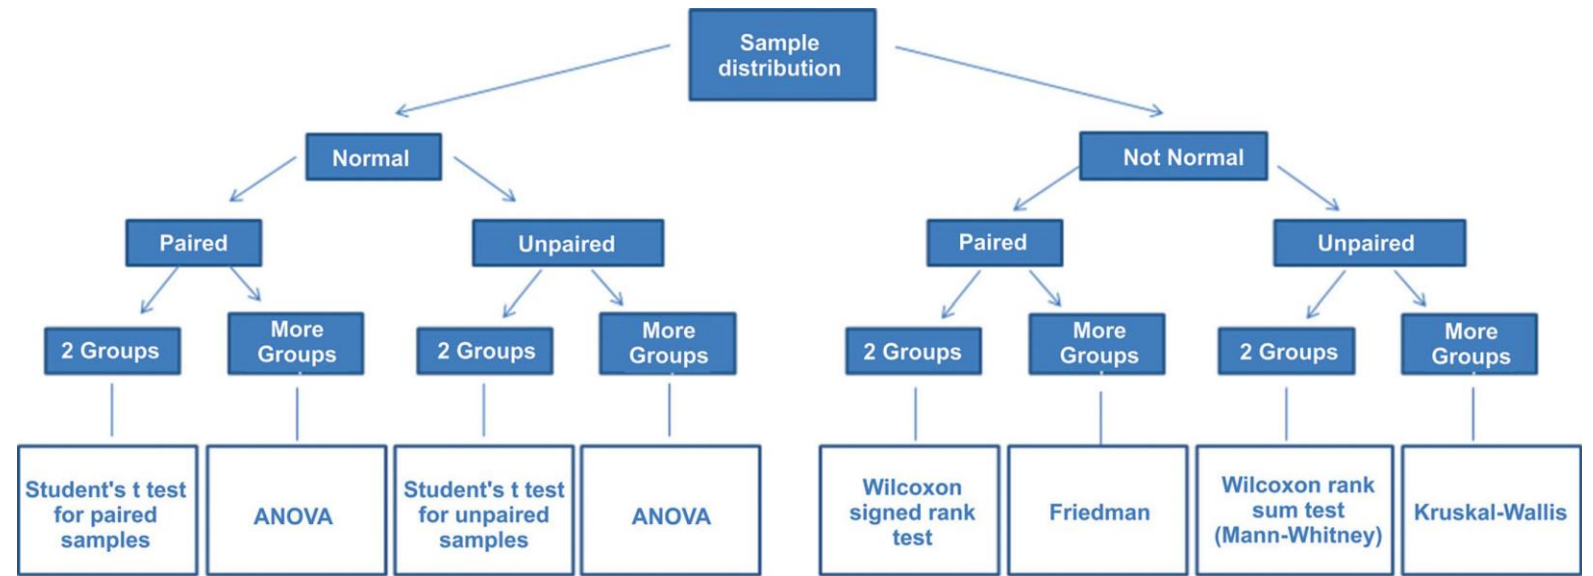 Sample
distribution
Normal
Not Normal
Paired
Unpaired
Paired
Unpaired
2 Groups
More
Groups
2 Groups
More
Groups
2 Groups
More
Groups
2 Groups
More
Groups
Student's t test
for paired
samples
ANOVA
Student's t test
for unpaired
samples
ANOVA
Wilcoxon
signed rank
test
Friedman
Wilcoxon rank
sum test
(Mann-Whitney)
Kruskal-Wallis